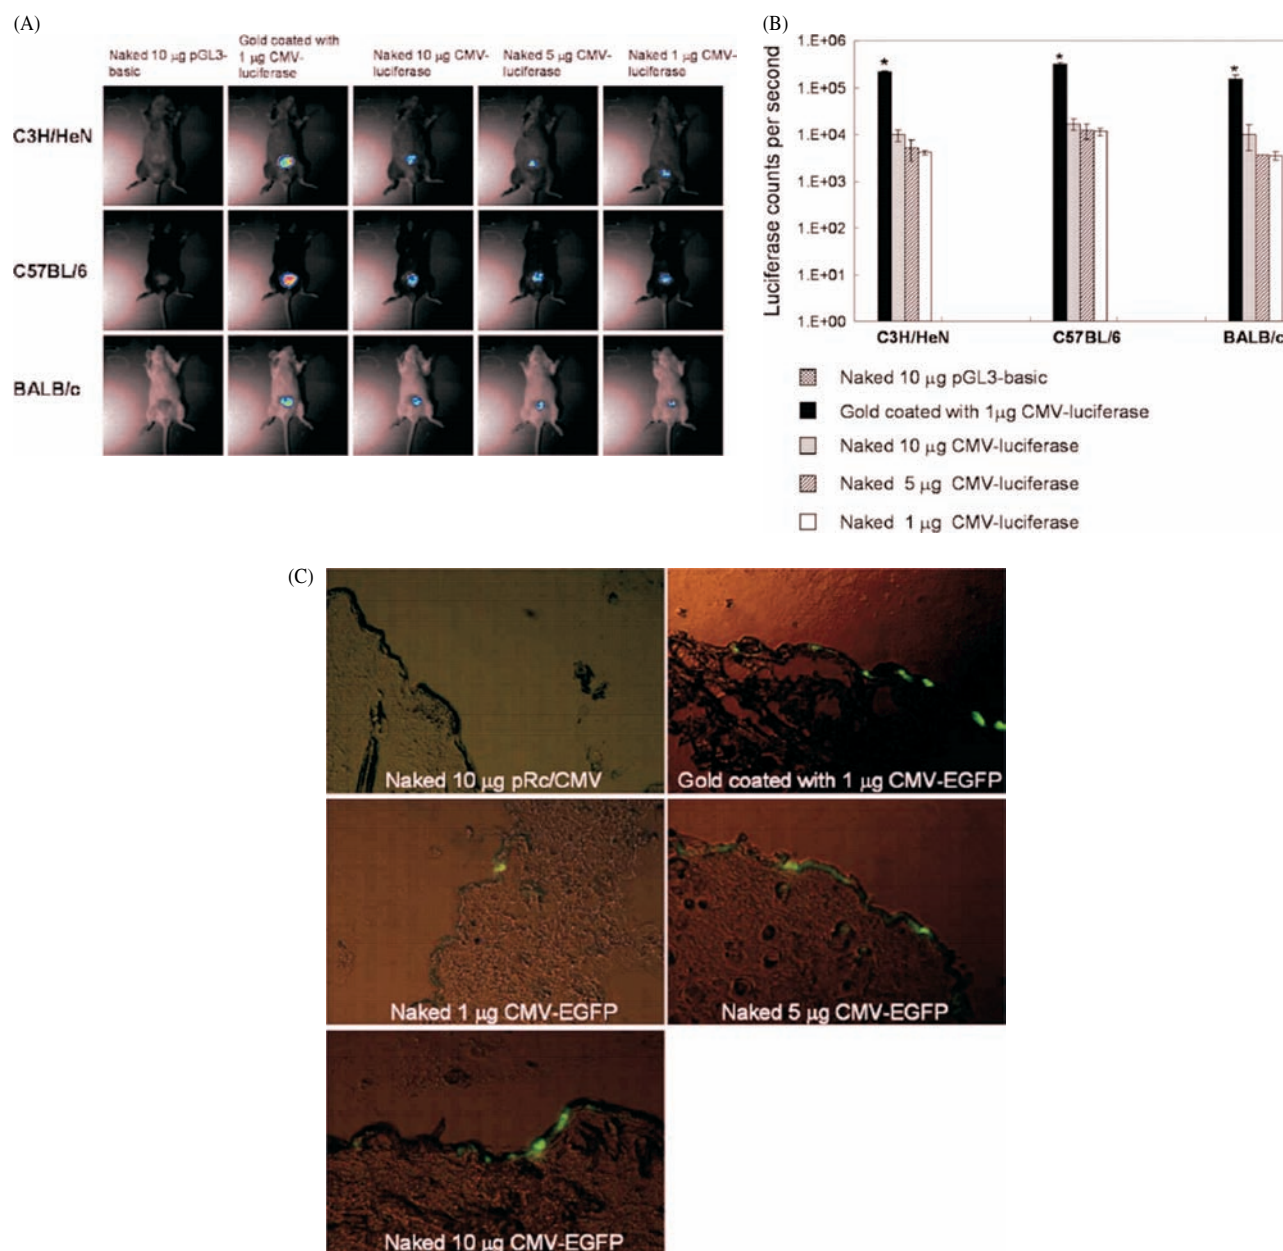 (A)
Naked 10 µg pGL3-
basic
Gold coated with
1 µg CMV-
luciferase
Naked 10 µg CMV-
luciferase
Naked 5 µg CMV-
luciferase
Naked 1 µg CMV-
luciferase
C3H/HeN
C57BL/6
BALB/c
(B)
Luciferase counts per second
1.E+06
1.E+05
1.E+04
1.E+03
1.E+02
1.E+01
1.E+00
* * *
C3H/HeN C57BL/6 BALB/c
Naked 10 µg pGL3-basic
Gold coated with 1µg CMV-luciferase
Naked 10 µg CMV-luciferase
Naked 5 µg CMV-luciferase
Naked 1 µg CMV-luciferase
(C)
Naked 10 µg pRc/CMV
Gold coated with 1 µg CMV-EGFP
Naked 1 µg CMV-EGFP
Naked 5 µg CMV-EGFP
Naked 10 µg CMV-EGFP